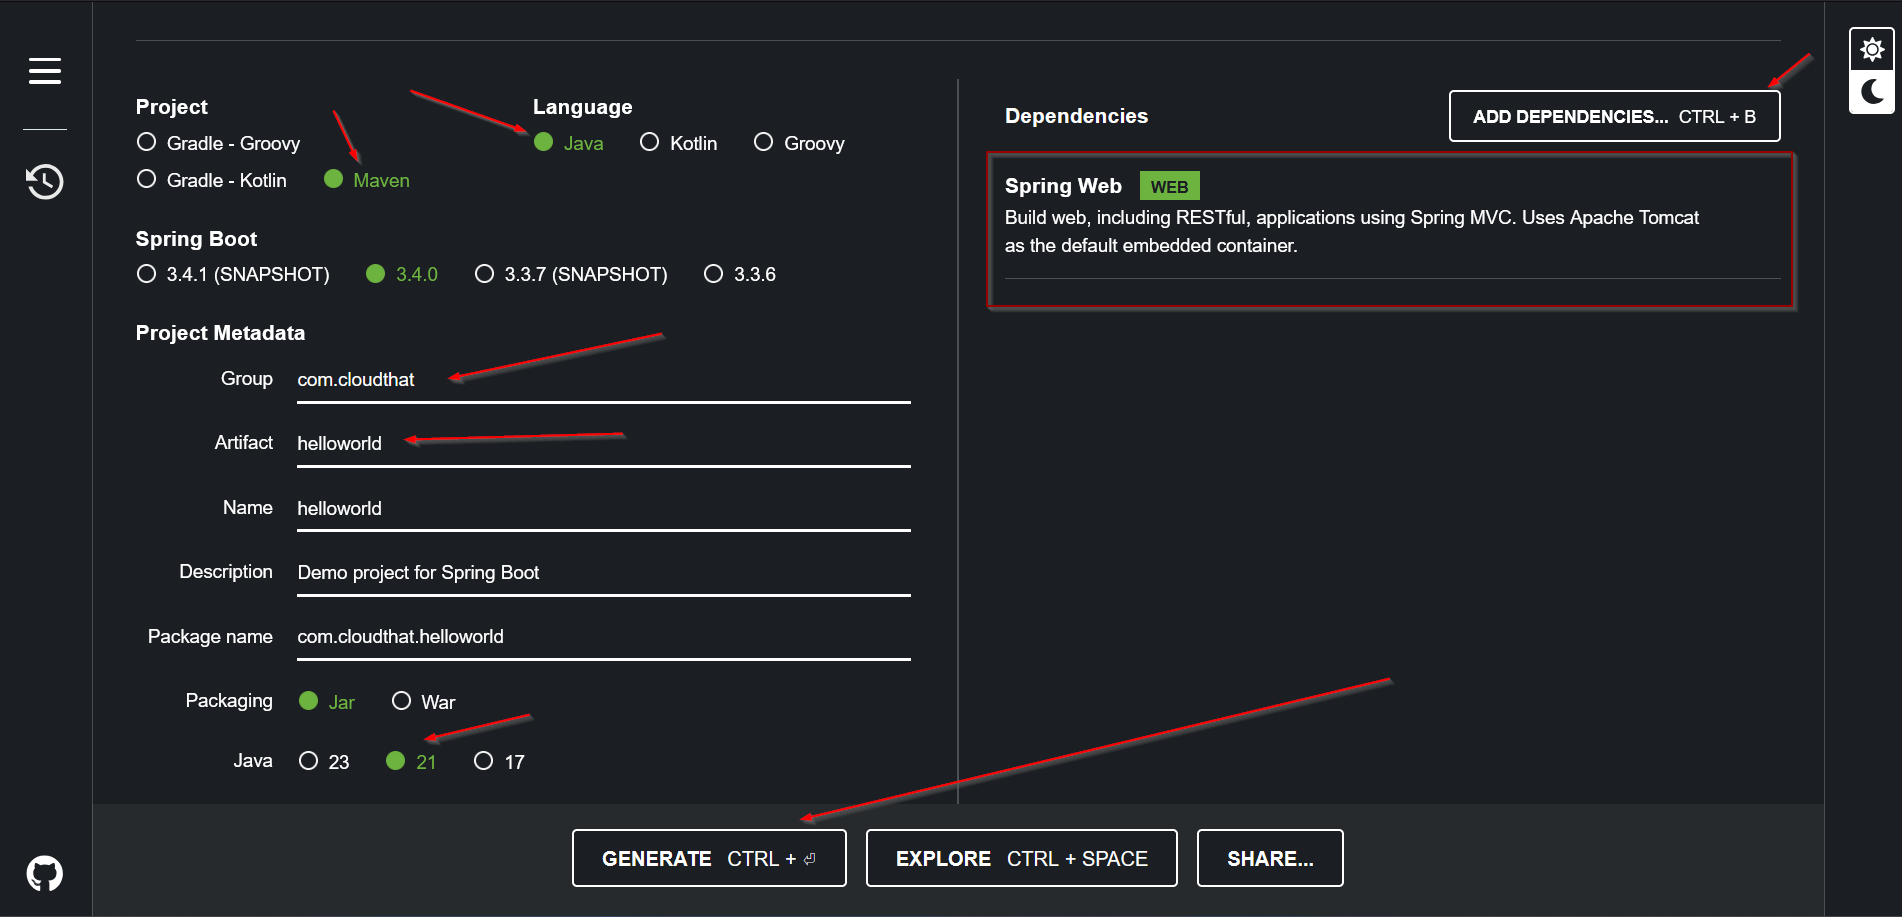 Project
Gradle - Groovy
Gradle - Kotlin Maven
Language
Java Kotlin Groovy
Spring Boot
3.4.1 (SNAPSHOT) 3.4.0 3.3.7 (SNAPSHOT) 3.3.6
Project Metadata
Group com.cloudthat
Artifact helloworld
Name helloworld
Description Demo project for Spring Boot
Package name com.cloudthat.helloworld
Packaging Jar War
Java 23 21 17
Dependencies
ADD DEPENDENCIES... CTRL + B
Spring Web WEB
Build web, including RESTful, applications using Spring MVC. Uses Apache Tomcat
as the default embedded container.
GENERATE CTRL + ⏎
EXPLORE CTRL + SPACE
SHARE...